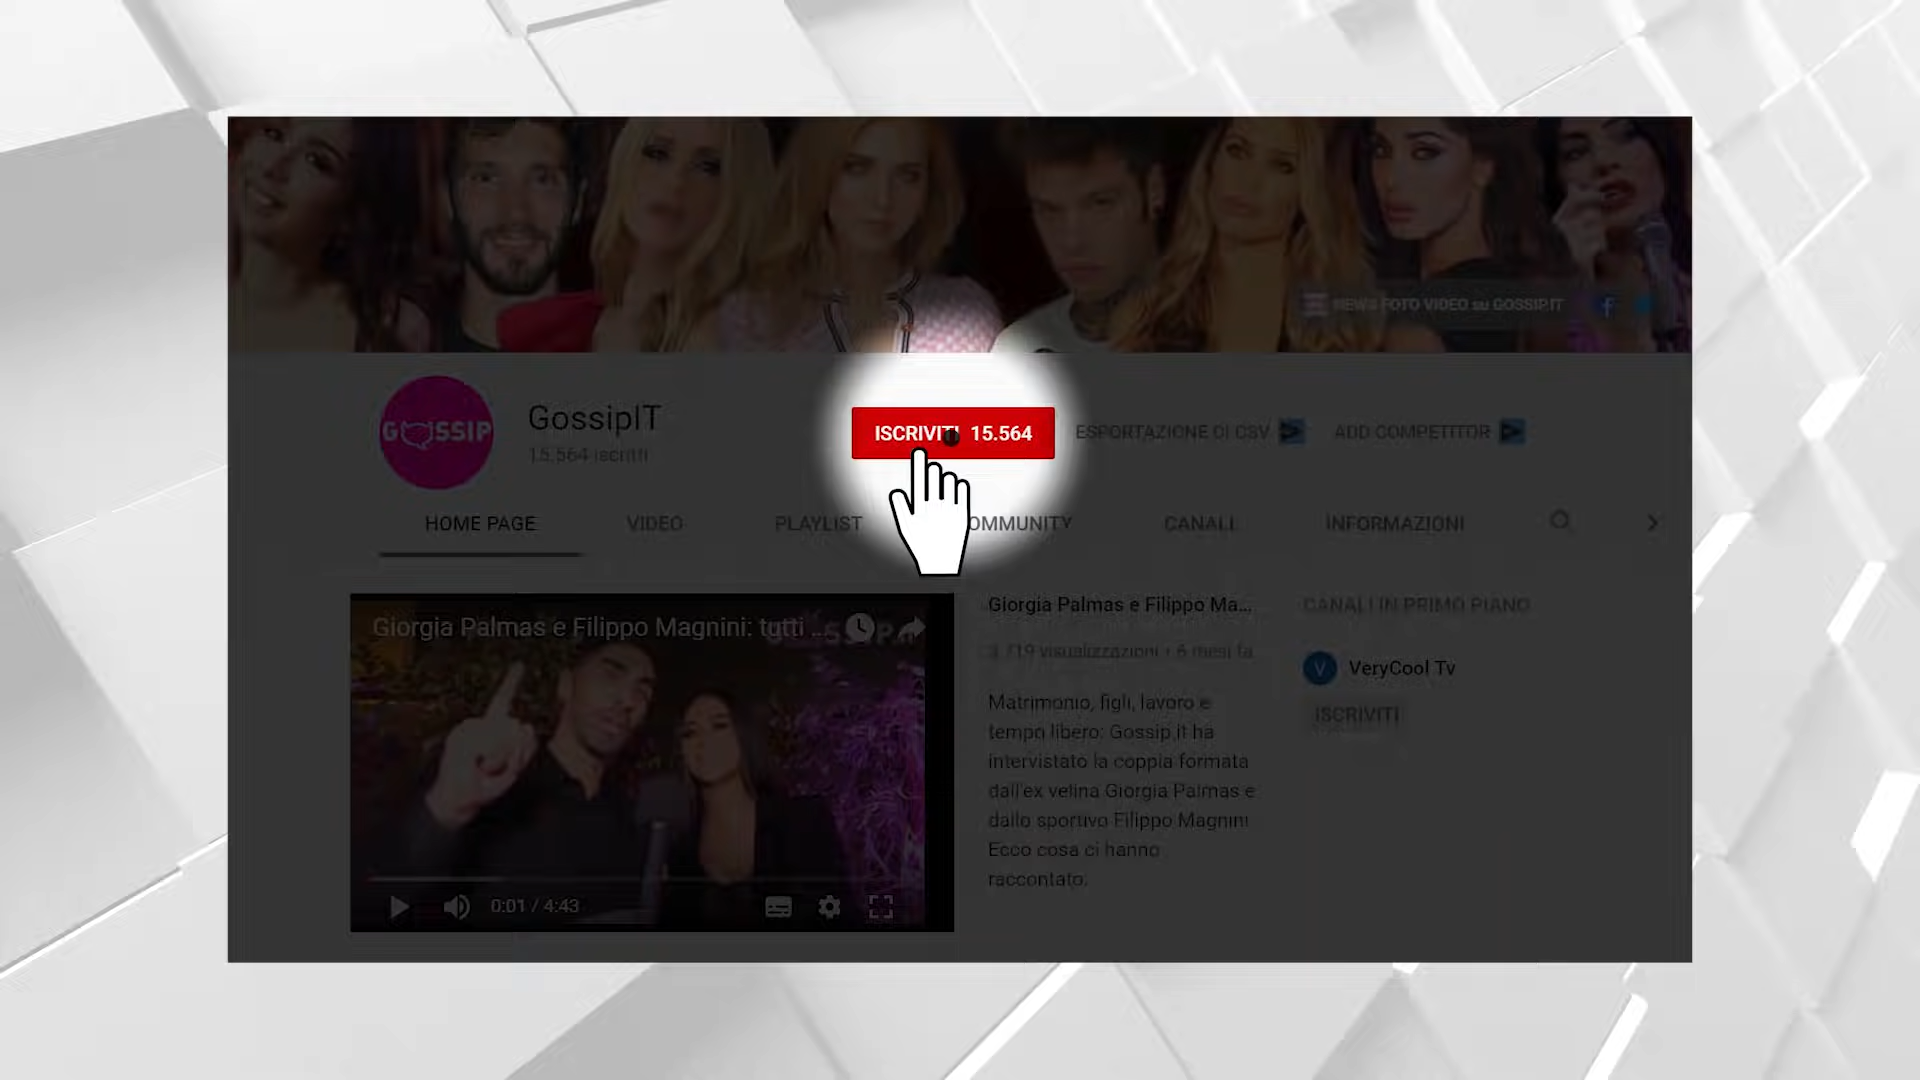 NEWS FOTO VIDEO su GOSSIP.IT
GOSSIP
GossipIT
15.564 iscritti
ISCRIVITI 15.564
ESPORTAZIONE DI CSV
ADD COMPETITOR
HOME PAGE
VIDEO
PLAYLIST
OMMUNITY
CANALI
INFORMAZIONI
Giorgia Palmas e Filippo Magnini: tutti ...
0:01 / 4:43
Giorgia Palmas e Filippo Ma...
719 visualizzazioni • 6 mesi fa
Matrimonio, figli, lavoro e
tempo libero: Gossip.it ha
intervistato la coppia formata
dall'ex velina Giorgia Palmas e
dallo sportivo Filippo Magnini
Ecco cosa ci hanno
raccontato.
CANALI IN PRIMO PIANO
V VeryCool Tv
ISCRIVITI